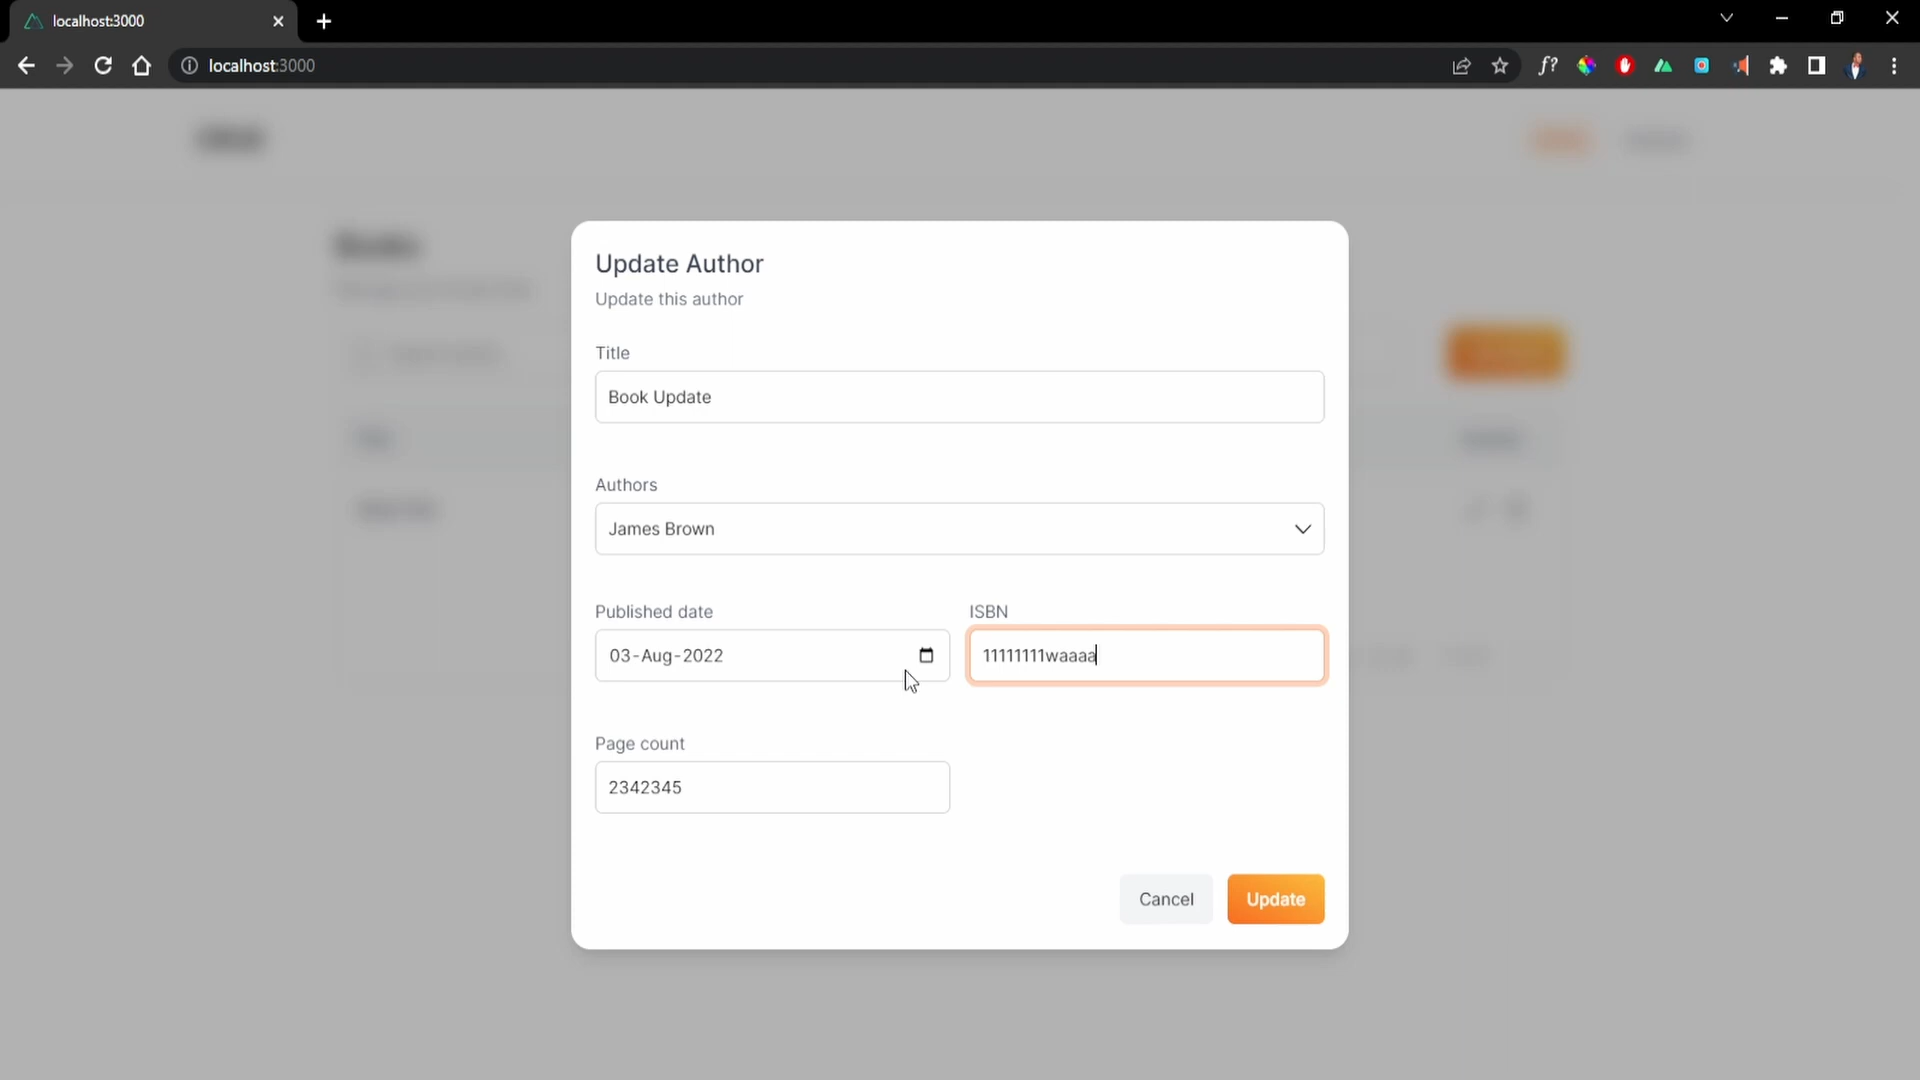 localhost:3000
localhost:3000
f?
Books
Update Author
Update this author
Title
Book Update
Authors
James Brown
Published date
ISBN
03-Aug-2022
11111111waaaa
Page count
2342345
Cancel
Update